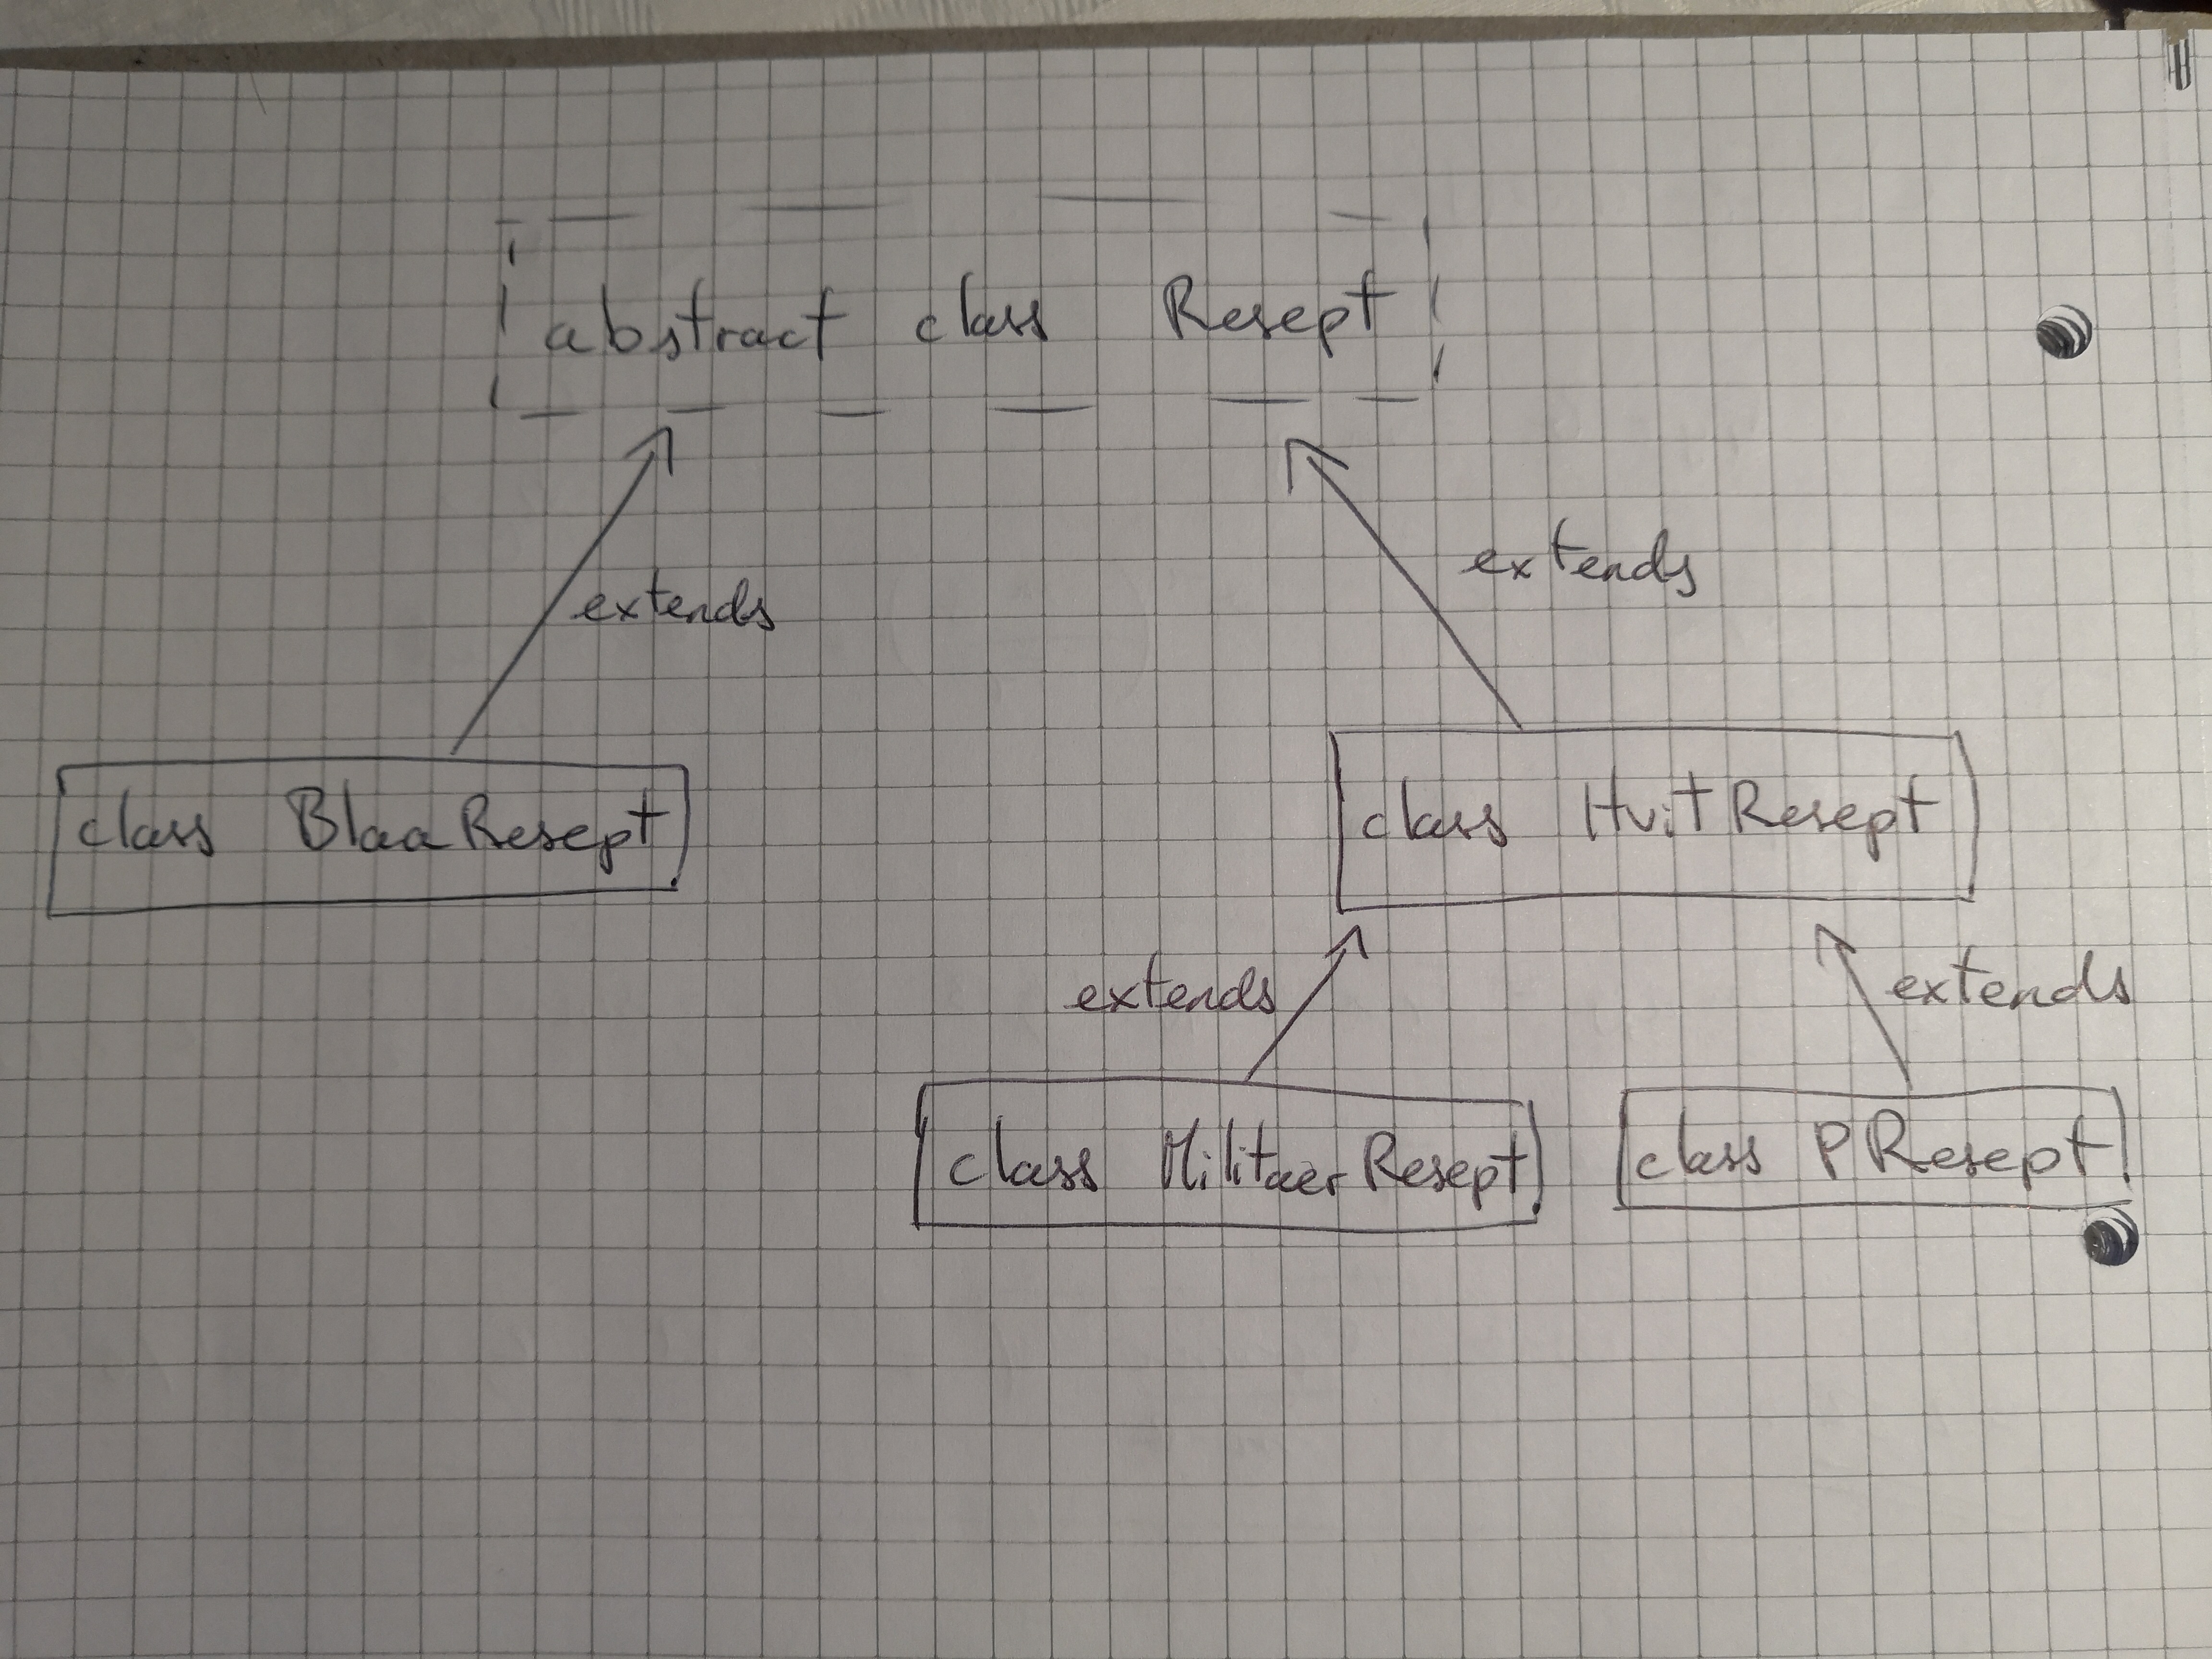 abstract class Resept
extends
extends
class BlaaResept
class HvitResept
extends
extends
class MilitaerResept
class PResept